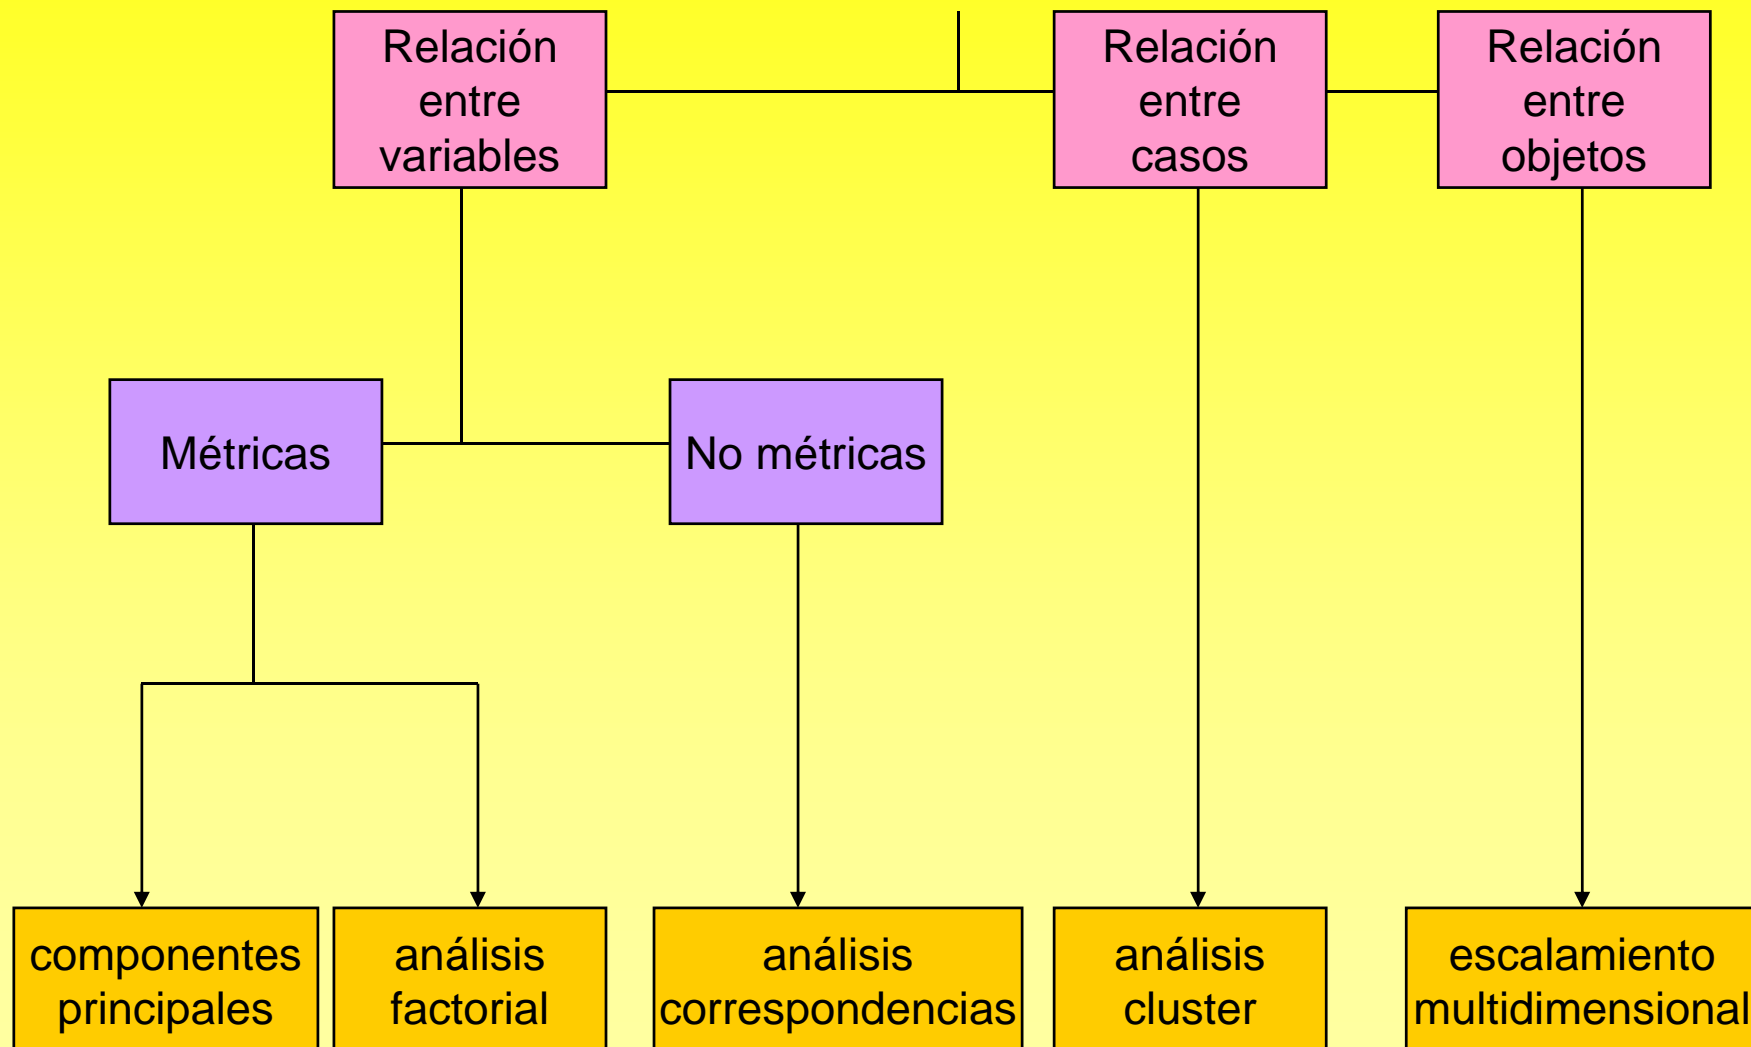 Relación
entre
variables
Relación
entre
casos
Relación
entre
objetos
Métricas
No métricas
componentes
principales
análisis
factorial
análisis
correspondencias
análisis
cluster
escalamiento
multidimensional